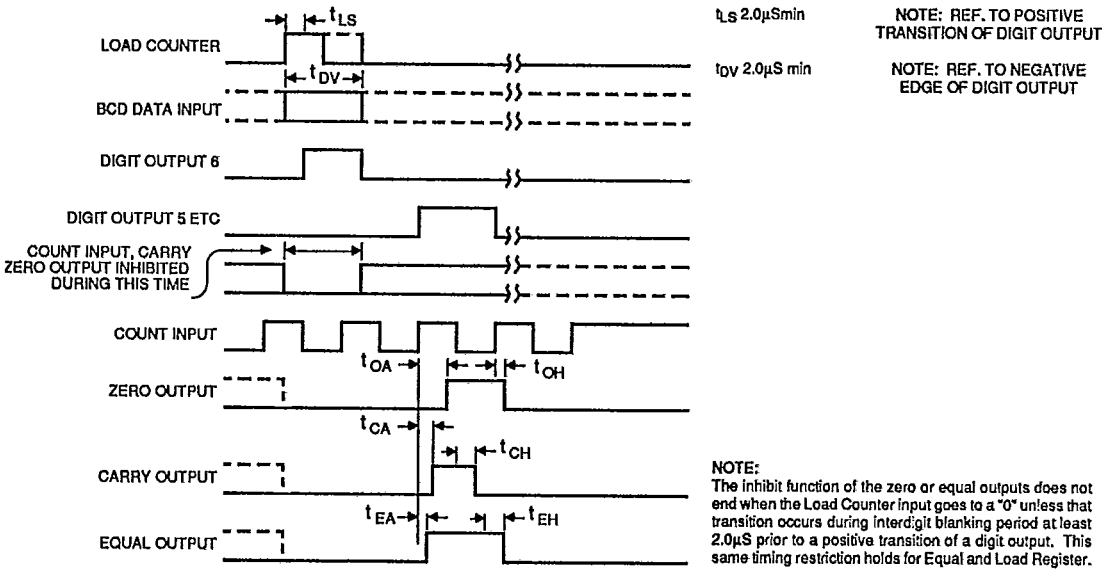 tLS
tLS 2.0µSmin
NOTE: REF. TO POSITIVE
TRANSITION OF DIGIT OUTPUT
LOAD COUNTER
tDV
tDV 2.0µS min
NOTE: REF. TO NEGATIVE
EDGE OF DIGIT OUTPUT
BCD DATA INPUT
DIGIT OUTPUT 6
DIGIT OUTPUT 5 ETC
COUNT INPUT, CARRY
ZERO OUTPUT INHIBITED
DURING THIS TIME
COUNT INPUT
tOA
tOH
ZERO OUTPUT
tCA
tCH
CARRY OUTPUT
tEA
tEH
EQUAL OUTPUT
NOTE:
The inhibit function of the zero or equal outputs does not
end when the Load Counter input goes to a "0" unless that
transition occurs during interdigit blanking period at least
2.0µS prior to a positive transition of a digit output. This
same timing restriction holds for Equal and Load Register.